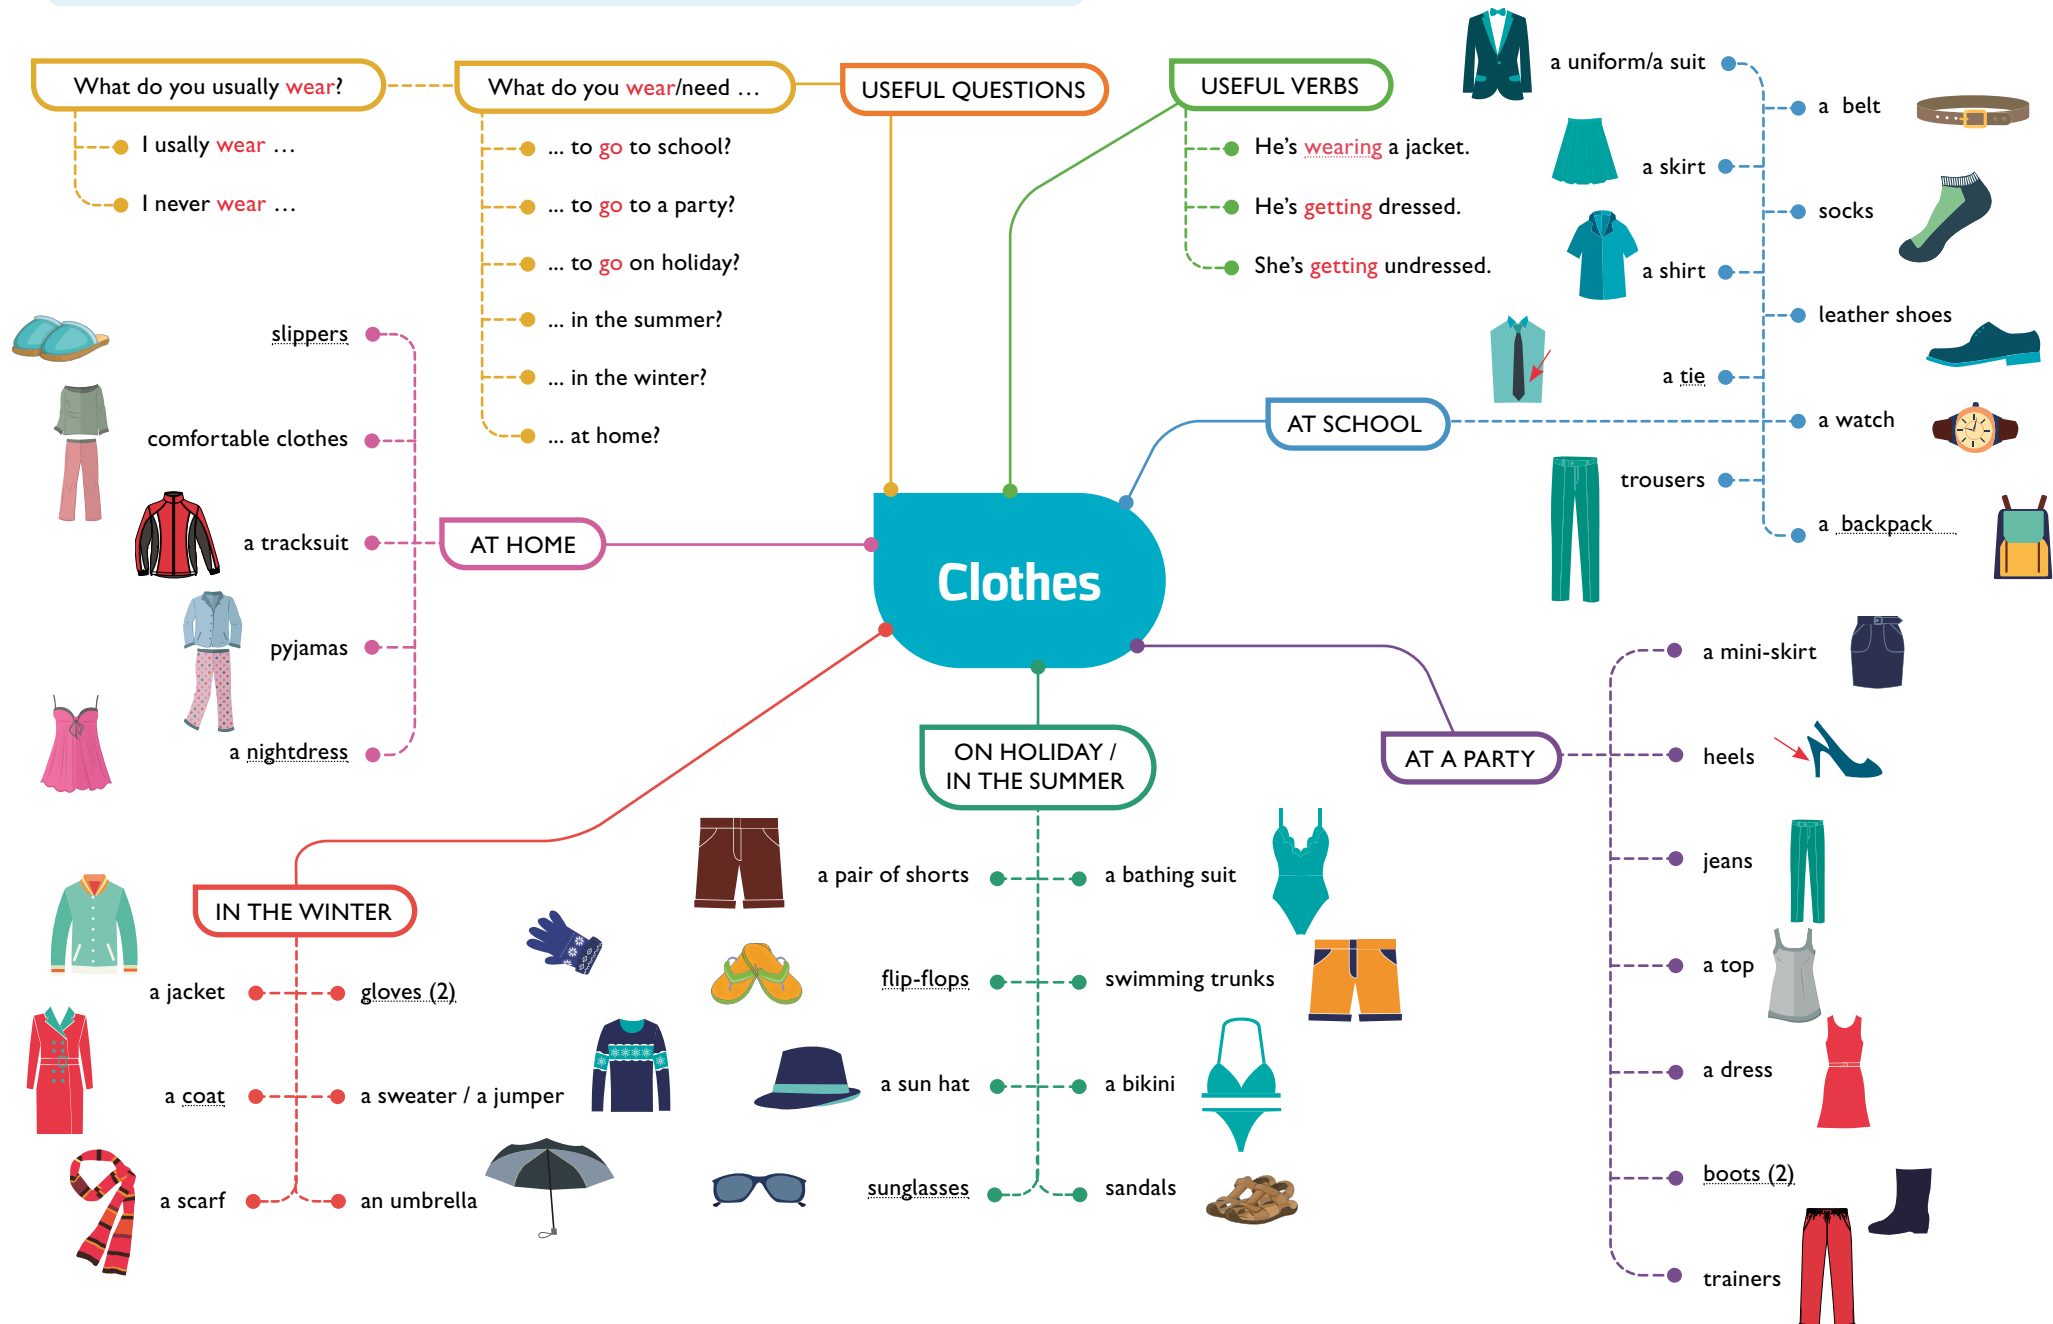 What do you usually wear?
I usally wear …
I never wear …
What do you wear/need …
... to go to school?
... to go to a party?
... to go on holiday?
... in the summer?
... in the winter?
... at home?
USEFUL QUESTIONS
USEFUL VERBS
He's wearing a jacket.
He's getting dressed.
She's getting undressed.
a uniform/a suit
a belt
a skirt
socks
a shirt
leather shoes
a tie
AT SCHOOL
a watch
trousers
a backpack
slippers
comfortable clothes
a tracksuit
AT HOME
pyjamas
a nightdress
Clothes
a mini-skirt
AT A PARTY
heels
jeans
a top
a dress
boots (2)
trainers
ON HOLIDAY /
IN THE SUMMER
a pair of shorts
a bathing suit
flip-flops
swimming trunks
a sun hat
a bikini
sunglasses
sandals
IN THE WINTER
a jacket
gloves (2)
a coat
a sweater / a jumper
a scarf
an umbrella